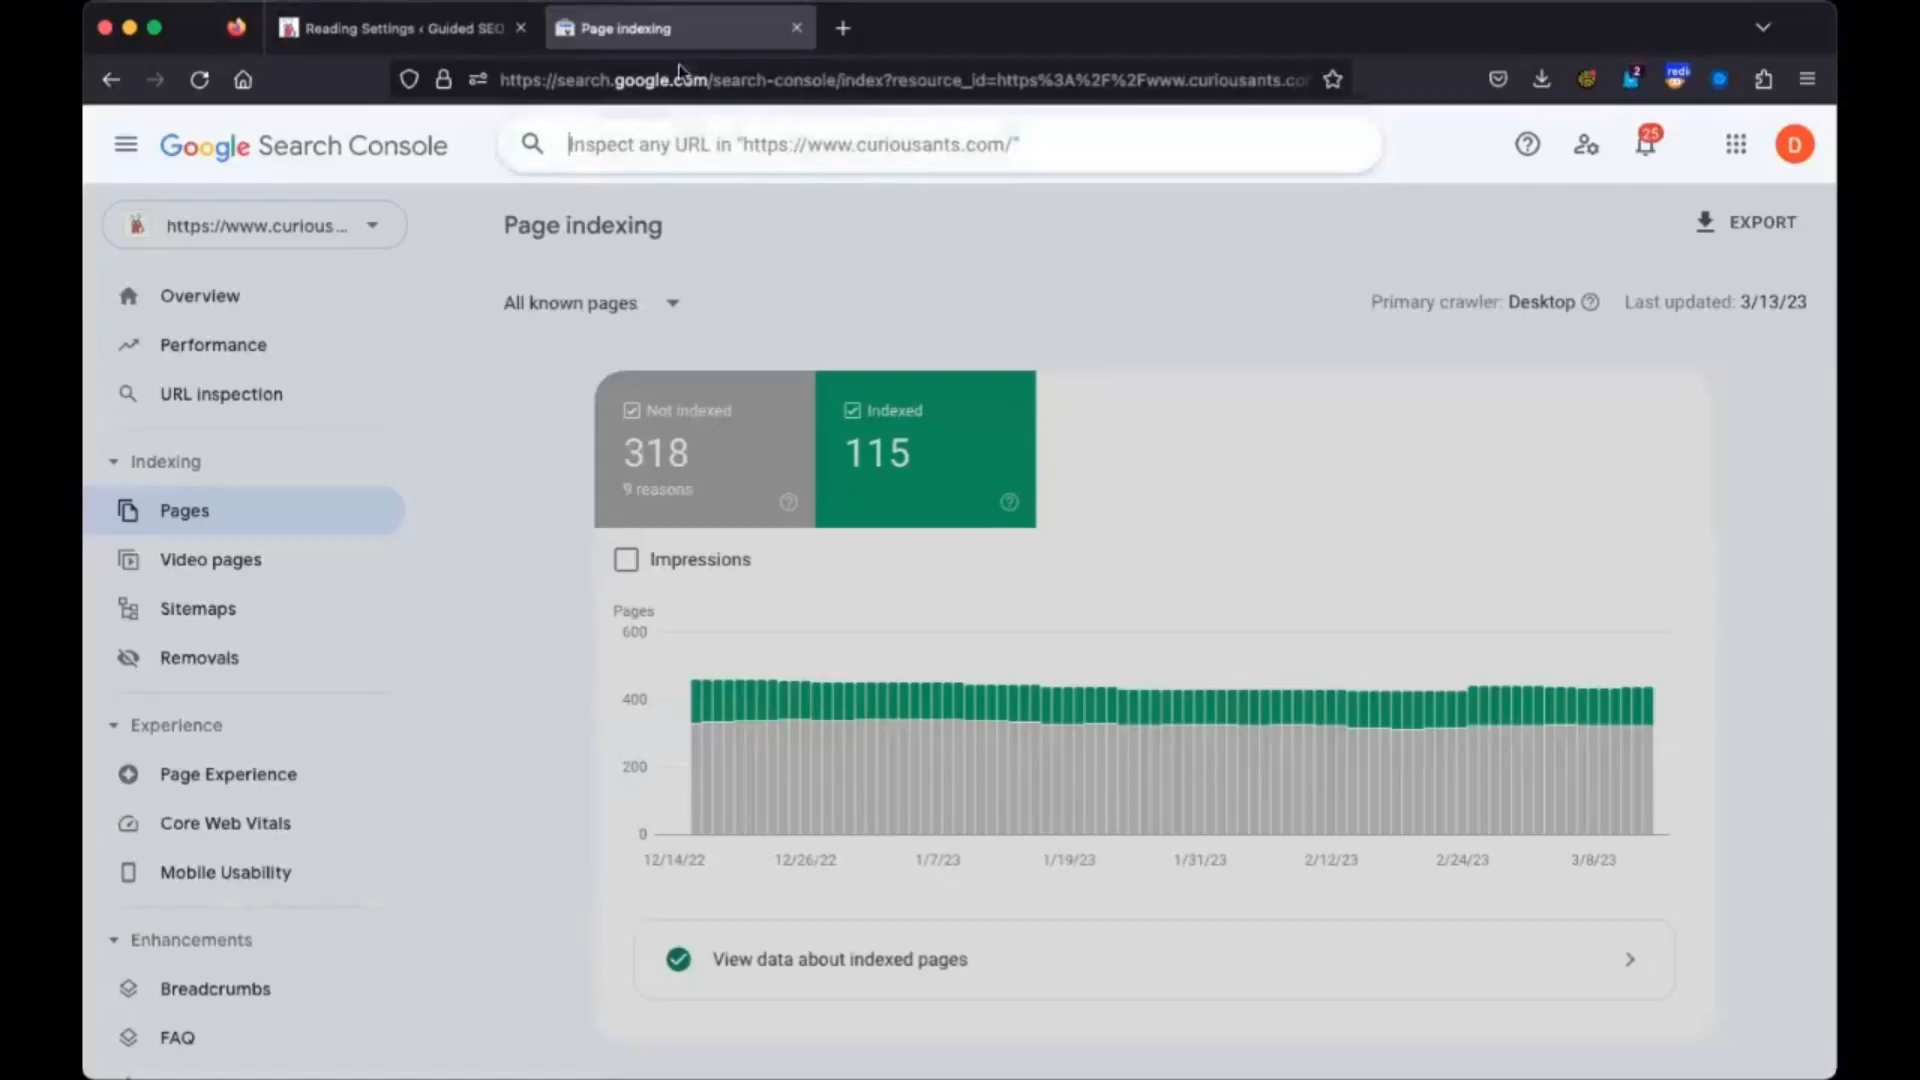 Reading Settings ‹ Guided SEO
Page indexing
https://search.google.com/search-console/index?resource_id=https%3A%2F%2Fwww.curiousants.co
2
redi
Google Search Console
Inspect any URL in "https://www.curiousants.com/"
25
D
https://www.curious...
Page indexing
EXPORT
All known pages
Primary crawler: Desktop
Last updated: 3/13/23
Overview
Performance
URL inspection
Indexing
Pages
Video pages
Sitemaps
Removals
Experience
Page Experience
Core Web Vitals
Mobile Usability
Enhancements
Breadcrumbs
FAQ
Not indexed
318
9 reasons
Indexed
115
Impressions
Pages
600
400
200
0
12/14/22 12/26/22 1/7/23 1/19/23 1/31/23 2/12/23 2/24/23 3/8/23
View data about indexed pages